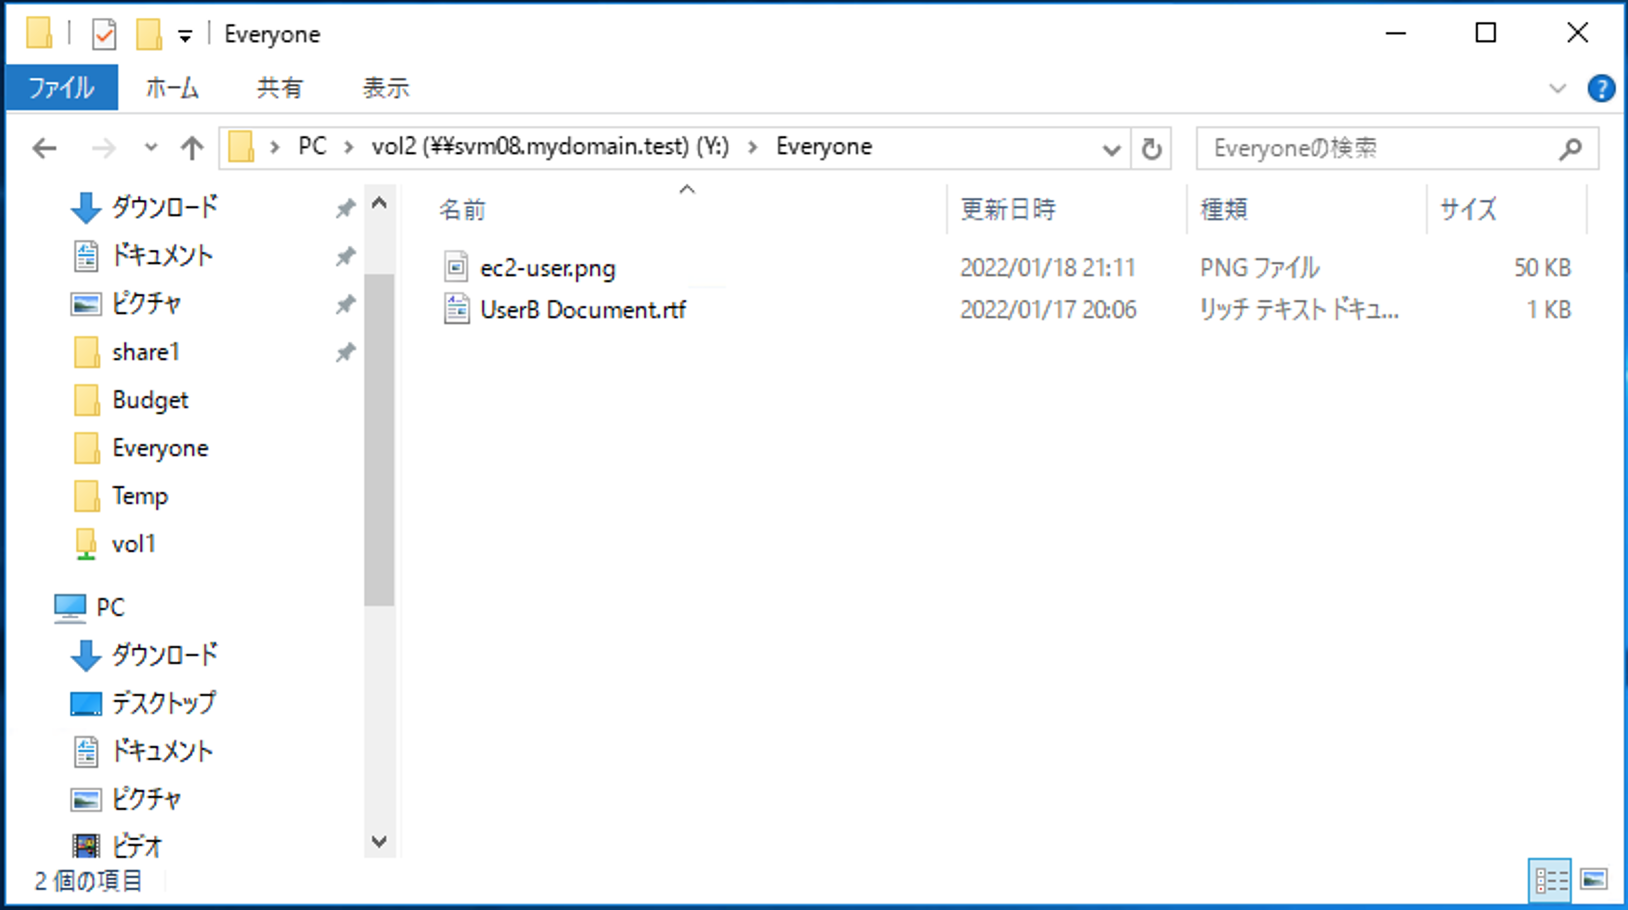 Everyone
ファイル ホーム 共有 表示
PC vol2 (¥¥svm08.mydomain.test) (Y:) Everyone Everyoneの検索
ダウンロード
ドキュメント
ピクチャ
share1
Budget
Everyone
Temp
vol1
PC
ダウンロード
デスクトップ
ドキュメント
ピクチャ
ビデオ
名前 更新日時 種類 サイズ
ec2-user.png 2022/01/18 21:11 PNG ファイル 50 KB
UserB Document.rtf 2022/01/17 20:06 リッチ テキスト ドキュ... 1 KB
2 個の項目